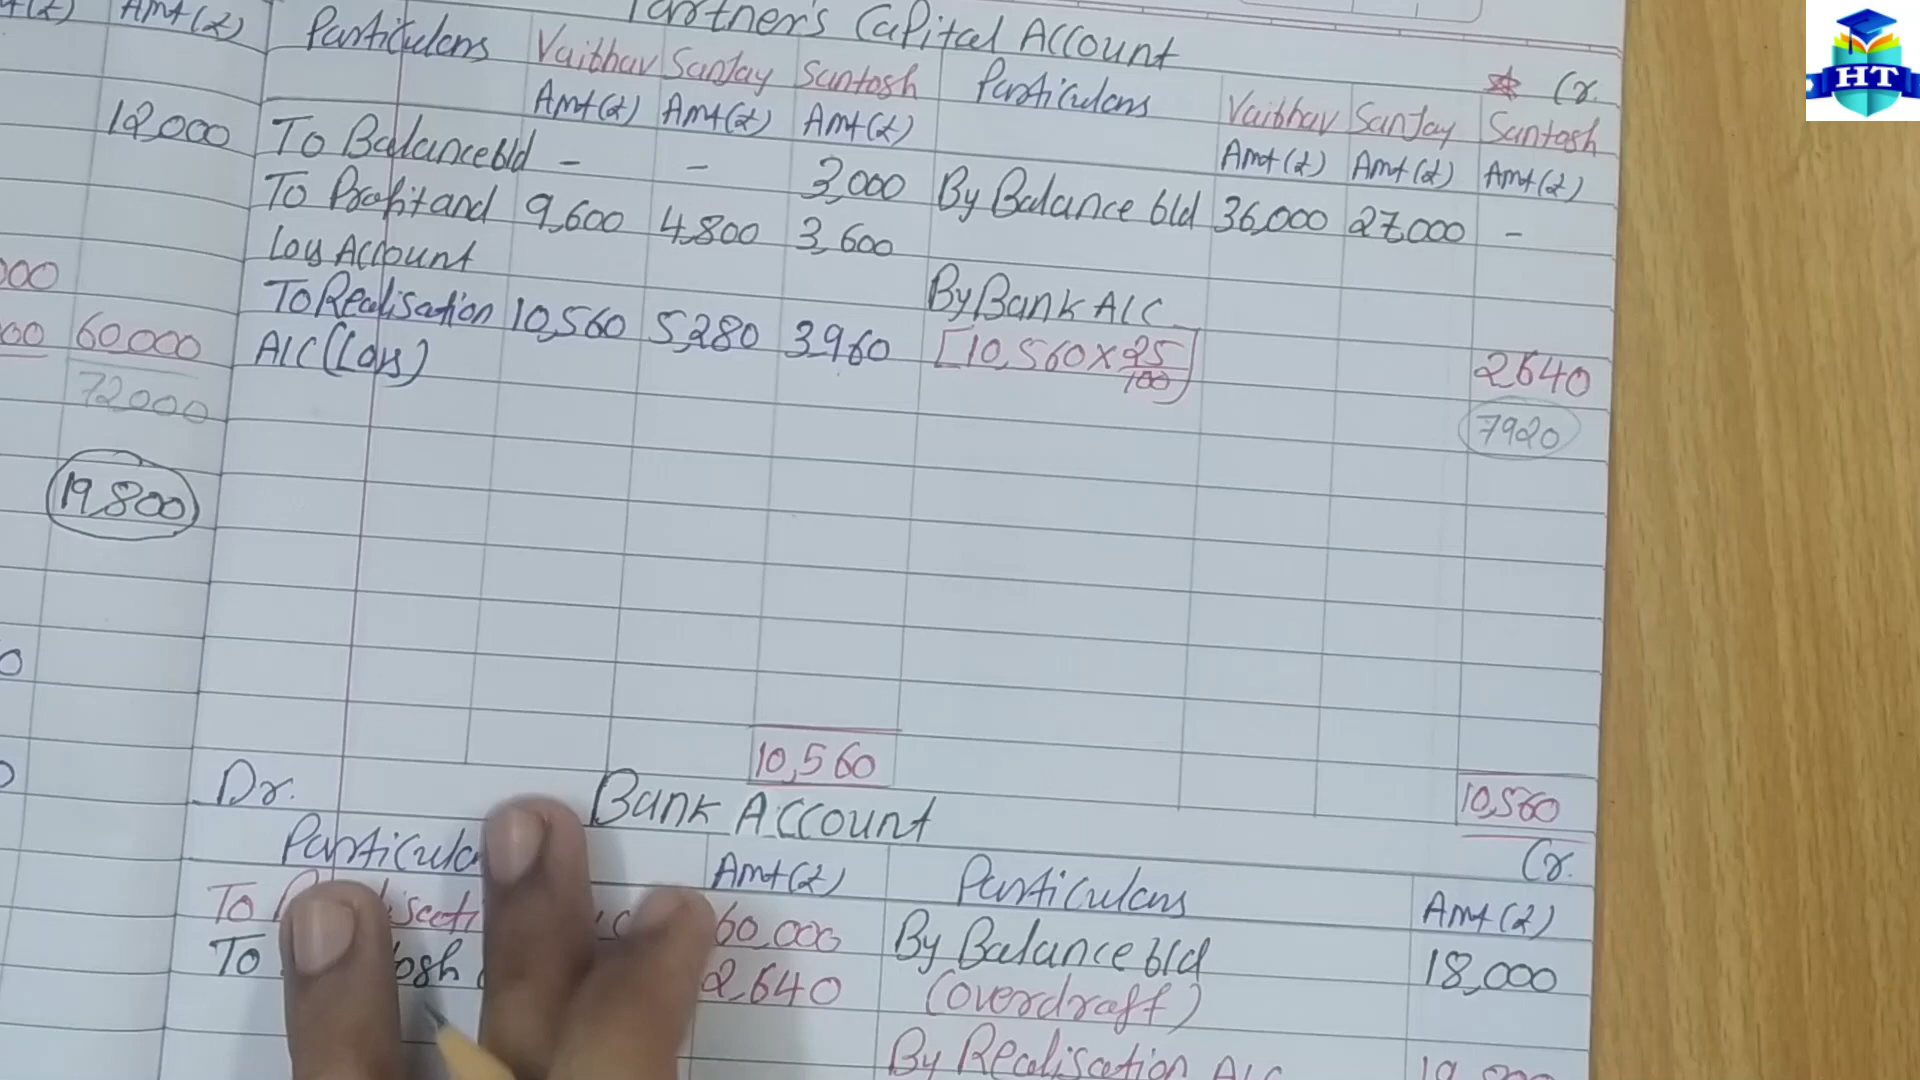 Partner's Capital Account
Amt(₹) Particulars Vaibhav Sanjay Santosh Particulars Vaibhav Sanjay Santosh Cr.
Amt(₹) Amt(₹) Amt(₹) Amt(₹) Amt(₹) Amt(₹)
12000 To Balance b/d - - 3,000 By Balance b/d 36,000 27,000 -
To Profit and 9,600 4,800 3,600
Loss Account
To Realisation 10,560 5,280 3,960 By Bank A/C
60,000 A/C (Loss) [10,560 × 25/100] 2640
72000 7920
19,800
10,560 10,560
Dr. Bank Account Cr.
Amt(₹) Particulars Amt(₹)
To 60,000 By Balance b/d 18,000
To 2,640 (overdraft)
By Realisation A/C
HT